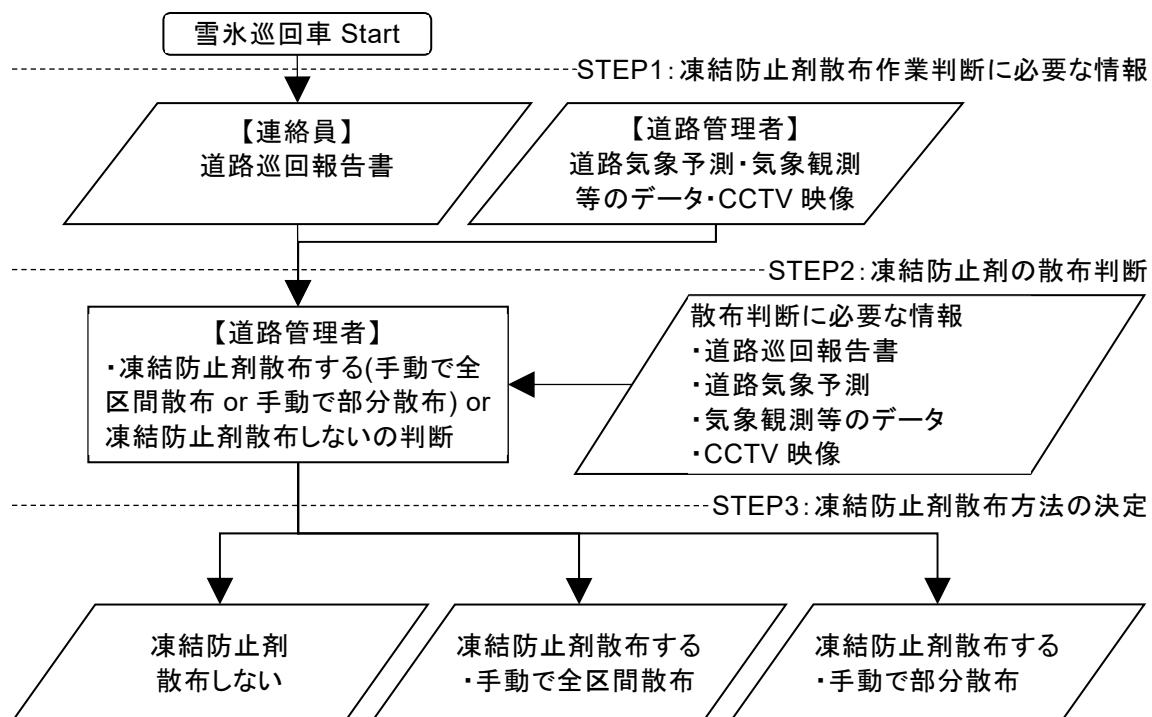 雪氷巡回車 Start
STEP1：凍結防止剤散布作業判断に必要な情報
【連絡員】
道路巡回報告書
【道路管理者】
道路気象予測・気象観測
等のデータ・CCTV 映像
STEP2：凍結防止剤の散布判断
【道路管理者】
・凍結防止剤散布する(手動で全
区間散布 or 手動で部分散布) or
凍結防止剤散布しないの判断
散布判断に必要な情報
・道路巡回報告書
・道路気象予測
・気象観測等のデータ
・CCTV 映像
STEP3：凍結防止剤散布方法の決定
凍結防止剤
散布しない
凍結防止剤散布する
・手動で全区間散布
凍結防止剤散布する
・手動で部分散布